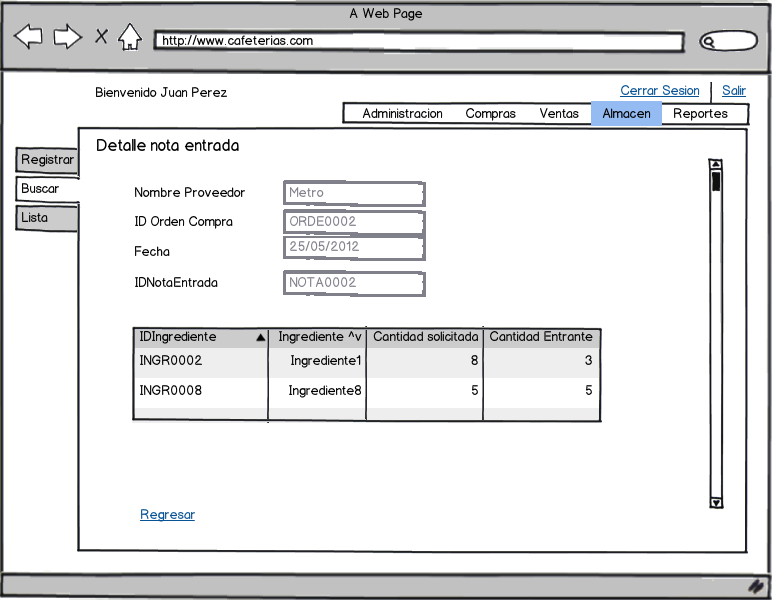 A Web Page
http://www.cafeterias.com
Bienvenido Juan Perez
Cerrar Sesion Salir
Administracion Compras Ventas Almacen Reportes
Detalle nota entrada
Registrar
Buscar
Lista
Nombre Proveedor Metro
ID Orden Compra ORDE0002
Fecha 25/05/2012
IDNotaEntrada NOTA0002
IDIngrediente Ingrediente ^v Cantidad solicitada Cantidad Entrante
INGR0002 Ingrediente1 8 3
INGR0008 Ingrediente8 5 5
Regresar